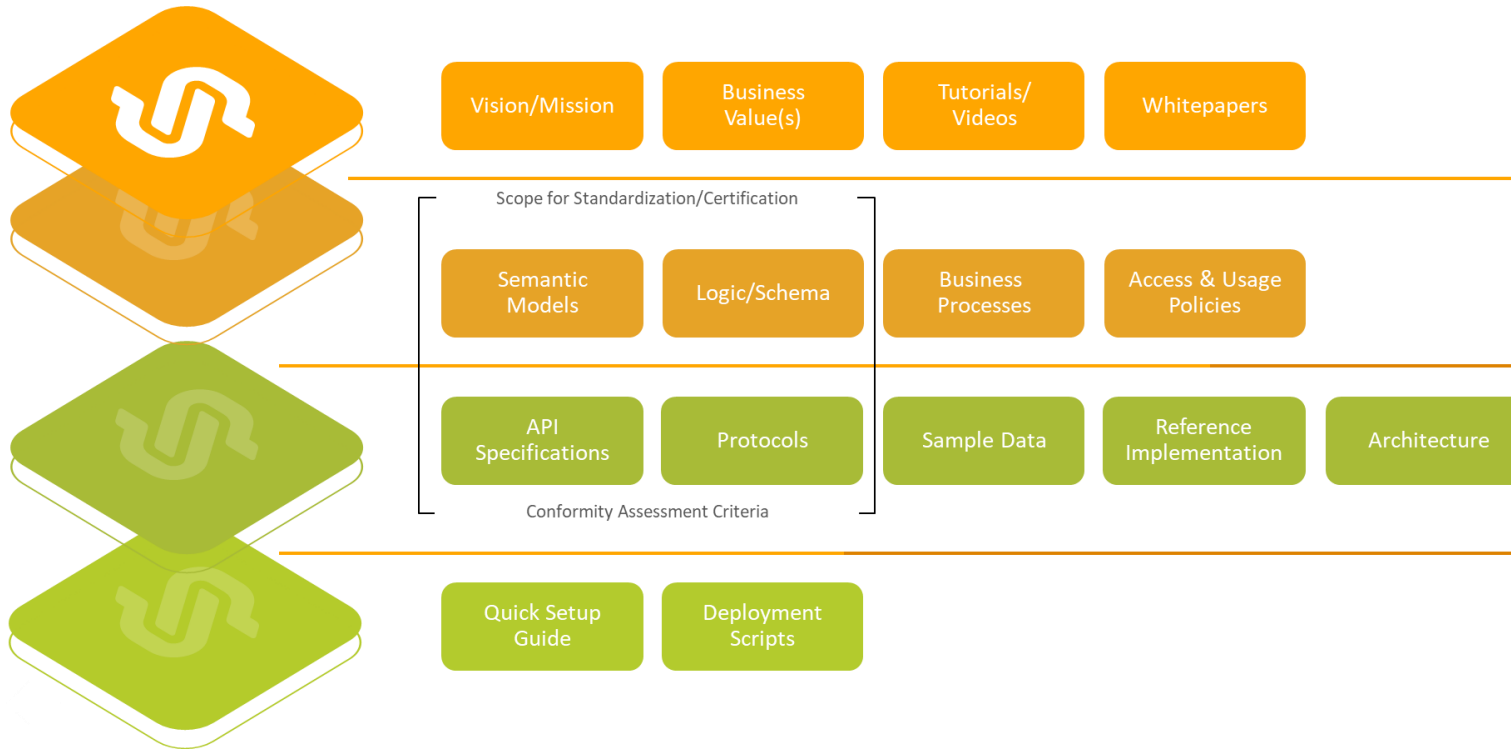 Vision/Mission
Business
Value(s)
Tutorials/
Videos
Whitepapers
Scope for Standardization/Certification
Semantic
Models
Logic/Schema
Business
Processes
Access & Usage
Policies
API
Specifications
Protocols
Sample Data
Reference
Implementation
Architecture
Conformity Assessment Criteria
Quick Setup
Guide
Deployment
Scripts